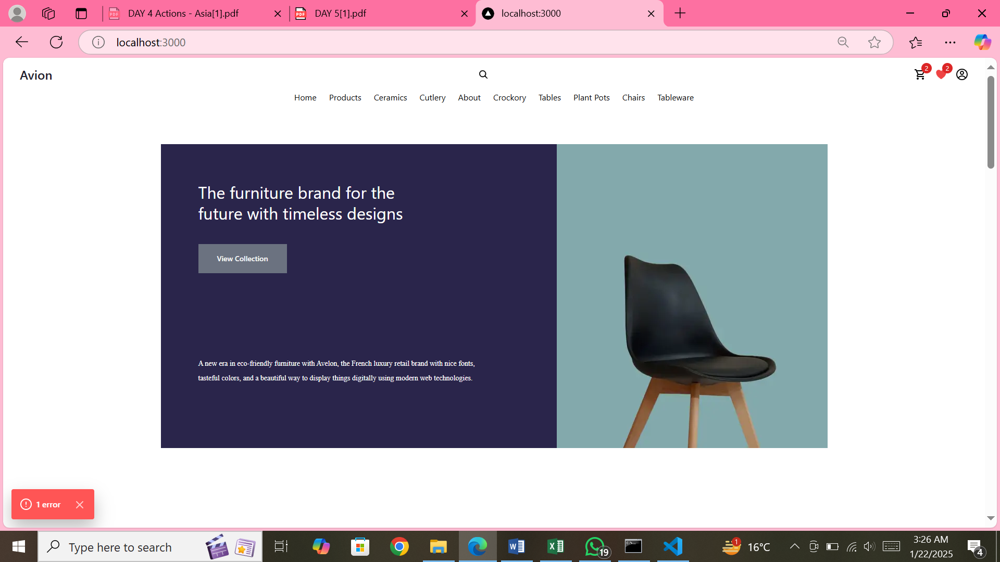 DAY 4 Actions - Asia[1].pdf
DAY 5[1].pdf
localhost:3000
localhost:3000
Avion
2
2
Home Products Ceramics Cutlery About Crockory Tables Plant Pots Chairs Tableware
The furniture brand for the
future with timeless designs
View Collection
A new era in eco-friendly furniture with Avelon, the French luxury retail brand with nice fonts,
tasteful colors, and a beautiful way to display things digitally using modern web technologies.
1 error
Type here to search
19
1
16°C
3:26 AM
1/22/2025
4